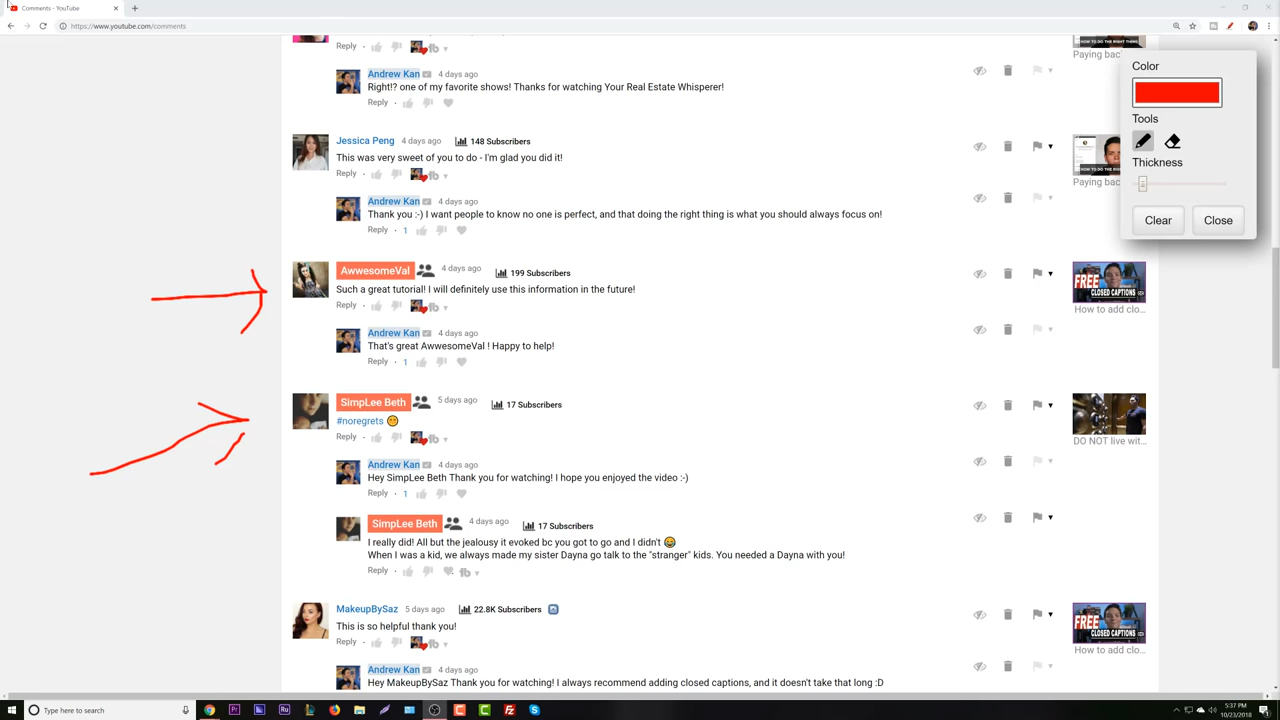 Comments - YouTube
https://www.youtube.com/comments
Reply
HOW TO DO THE RIGHT THING
Paying bac
Andrew Kan 4 days ago
Right!? one of my favorite shows! Thanks for watching Your Real Estate Whisperer!
Reply
Jessica Peng 4 days ago 148 Subscribers
This was very sweet of you to do - I'm glad you did it!
Reply
HOW TO DO THE RIGHT
Paying bac
Andrew Kan 4 days ago
Thank you :-) I want people to know no one is perfect, and that doing the right thing is what you should always focus on!
Reply 1
Color
Tools
Thickness
Clear Close
AwwesomeVal 4 days ago 199 Subscribers
Such a great tutorial! I will definitely use this information in the future!
Reply
FREE
CLOSED CAPTIONS
How to add clo...
Andrew Kan 4 days ago
That's great AwwesomeVal ! Happy to help!
Reply 1
SimpLee Beth 5 days ago 17 Subscribers
#noregrets
Reply
DO NOT live wit...
Andrew Kan 4 days ago
Hey SimpLee Beth Thank you for watching! I hope you enjoyed the video :-)
Reply 1
SimpLee Beth 4 days ago 17 Subscribers
I really did! All but the jealousy it evoked bc you got to go and I didn't
When I was a kid, we always made my sister Dayna go talk to the "stranger" kids. You needed a Dayna with you!
Reply
MakeupBySaz 5 days ago 22.8K Subscribers
This is so helpful thank you!
Reply
FREE
CLOSED CAPTIONS
How to add clo...
Andrew Kan 4 days ago
Hey MakeupBySaz Thank you for watching! I always recommend adding closed captions, and it doesn't take that long :D
Type here to search
5:37 PM
10/23/2018